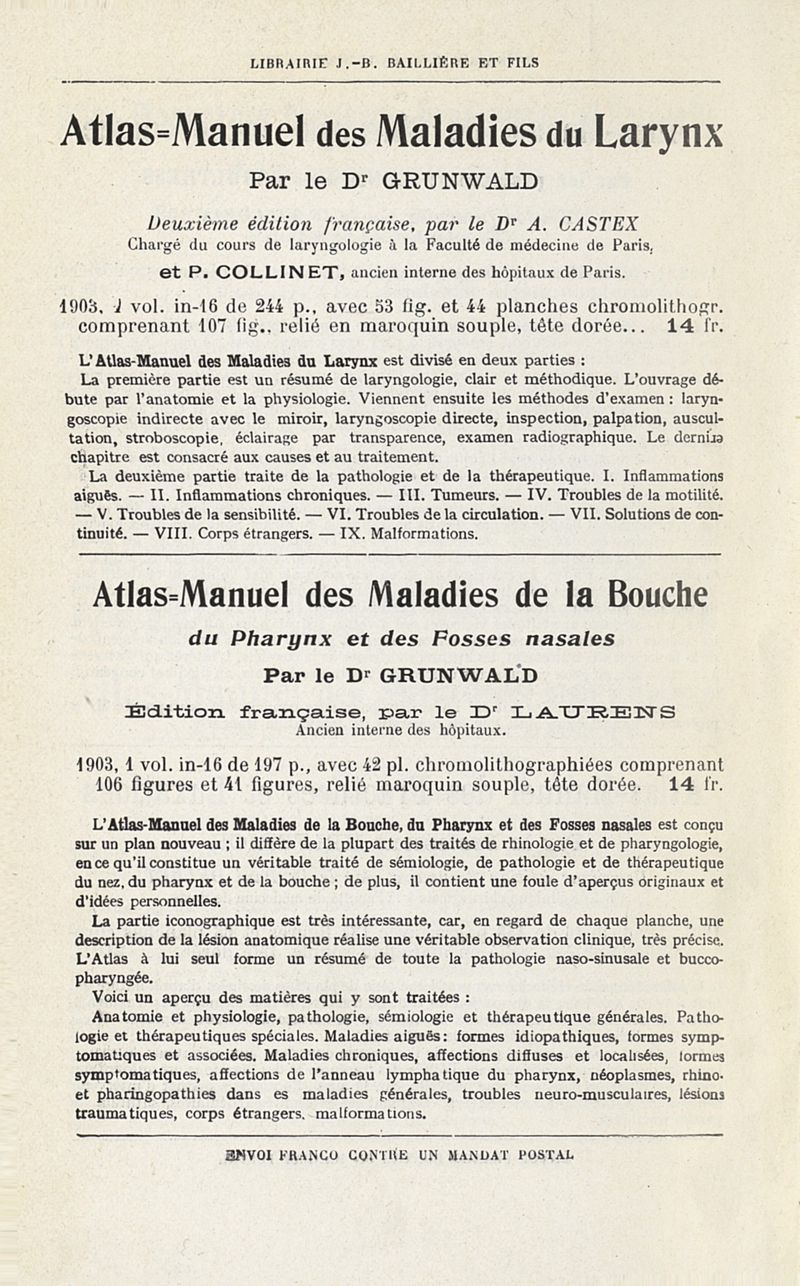 LIBRAIRIE J.-B. BAILLIÈRE ET FILS
Atlas=Manuel des Maladies du Larynx
Par le Dr GRUNWALD
Deuxième édition française, par le Dr A. CASTEX
Chargé du cours de laryngologie à la Faculté de médecine de Paris,
et P. COLLINET, ancien interne des hôpitaux de Paris.
1903, 1 vol. in-16 de 244 p., avec 53 fig. et 44 planches chromolithogr.
comprenant 107 fig., relié en maroquin souple, tête dorée... 14 fr.
L'Atlas-Manuel des Maladies du Larynx est divisé en deux parties :
La première partie est un résumé de laryngologie, clair et méthodique. L'ouvrage dé-
bute par l'anatomie et la physiologie. Viennent ensuite les méthodes d'examen : laryn-
goscopie indirecte avec le miroir, laryngoscopie directe, inspection, palpation, auscul-
tation, stroboscopie, éclairage par transparence, examen radiographique. Le dernier
chapitre est consacré aux causes et au traitement.
La deuxième partie traite de la pathologie et de la thérapeutique. I. Inflammations
aiguës. — II. Inflammations chroniques. — III. Tumeurs. — IV. Troubles de la motilité.
— V. Troubles de la sensibilité. — VI. Troubles de la circulation. — VII. Solutions de con-
tinuité. — VIII. Corps étrangers. — IX. Malformations.
Atlas=Manuel des Maladies de la Bouche
du Pharynx et des Fosses nasales
Par le Dr GRUNWALD
Édition française, par le Dr LAURENS
Ancien interne des hôpitaux.
1903, 1 vol. in-16 de 197 p., avec 42 pl. chromolithographiées comprenant
106 figures et 41 figures, relié maroquin souple, tête dorée. 14 fr.
L'Atlas-Manuel des Maladies de la Bouche, du Pharynx et des Fosses nasales est conçu
sur un plan nouveau ; il diffère de la plupart des traités de rhinologie et de pharyngologie,
en ce qu'il constitue un véritable traité de sémiologie, de pathologie et de thérapeutique
du nez, du pharynx et de la bouche ; de plus, il contient une foule d'aperçus originaux et
d'idées personnelles.
La partie iconographique est très intéressante, car, en regard de chaque planche, une
description de la lésion anatomique réalise une véritable observation clinique, très précise.
L'Atlas à lui seul forme un résumé de toute la pathologie naso-sinusale et bucco-
pharyngée.
Voici un aperçu des matières qui y sont traitées :
Anatomie et physiologie, pathologie, sémiologie et thérapeutique générales. Patho-
logie et thérapeutiques spéciales. Maladies aiguës : formes idiopathiques, formes symp-
tomatiques et associées. Maladies chroniques, affections diffuses et localisées, formes
symptomatiques, affections de l'anneau lymphatique du pharynx, néoplasmes, rhino-
et pharingopathies dans es maladies générales, troubles neuro-musculaires, lésions
traumatiques, corps étrangers, malformations.
ENVOI FRANCO CONTRE UN MANDAT POSTAL